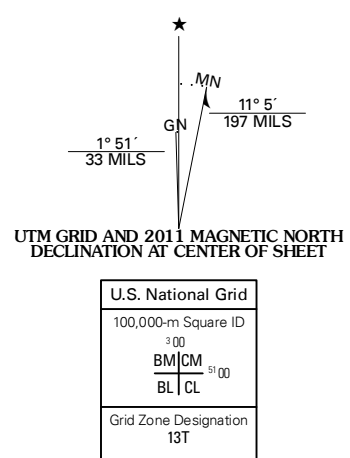 ★
MN
11° 5´
197 MILS
GN
1° 51´
33 MILS
UTM GRID AND 2011 MAGNETIC NORTH
DECLINATION AT CENTER OF SHEET
U.S. National Grid
100,000-m Square ID
³00
BM CM
⁵¹00
BL CL
Grid Zone Designation
13T